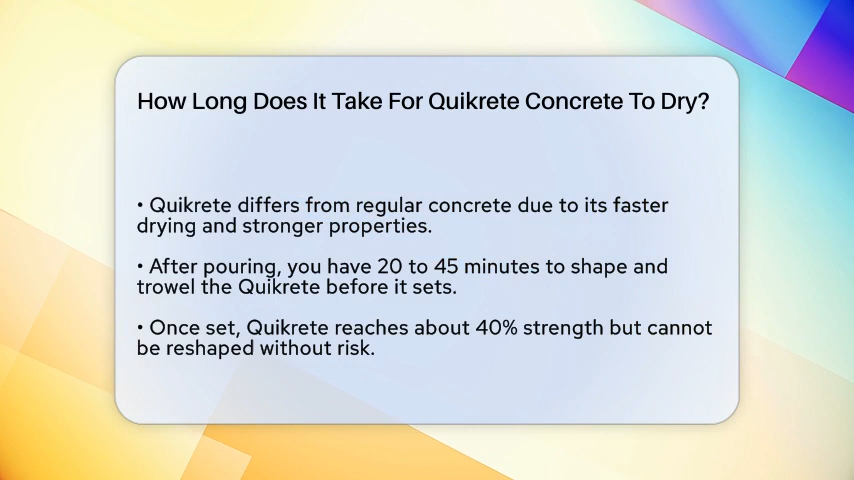 How Long Does It Take For Quikrete Concrete To Dry?
• Quikrete differs from regular concrete due to its faster
drying and stronger properties.
• After pouring, you have 20 to 45 minutes to shape and
trowel the Quikrete before it sets.
• Once set, Quikrete reaches about 40% strength but cannot
be reshaped without risk.